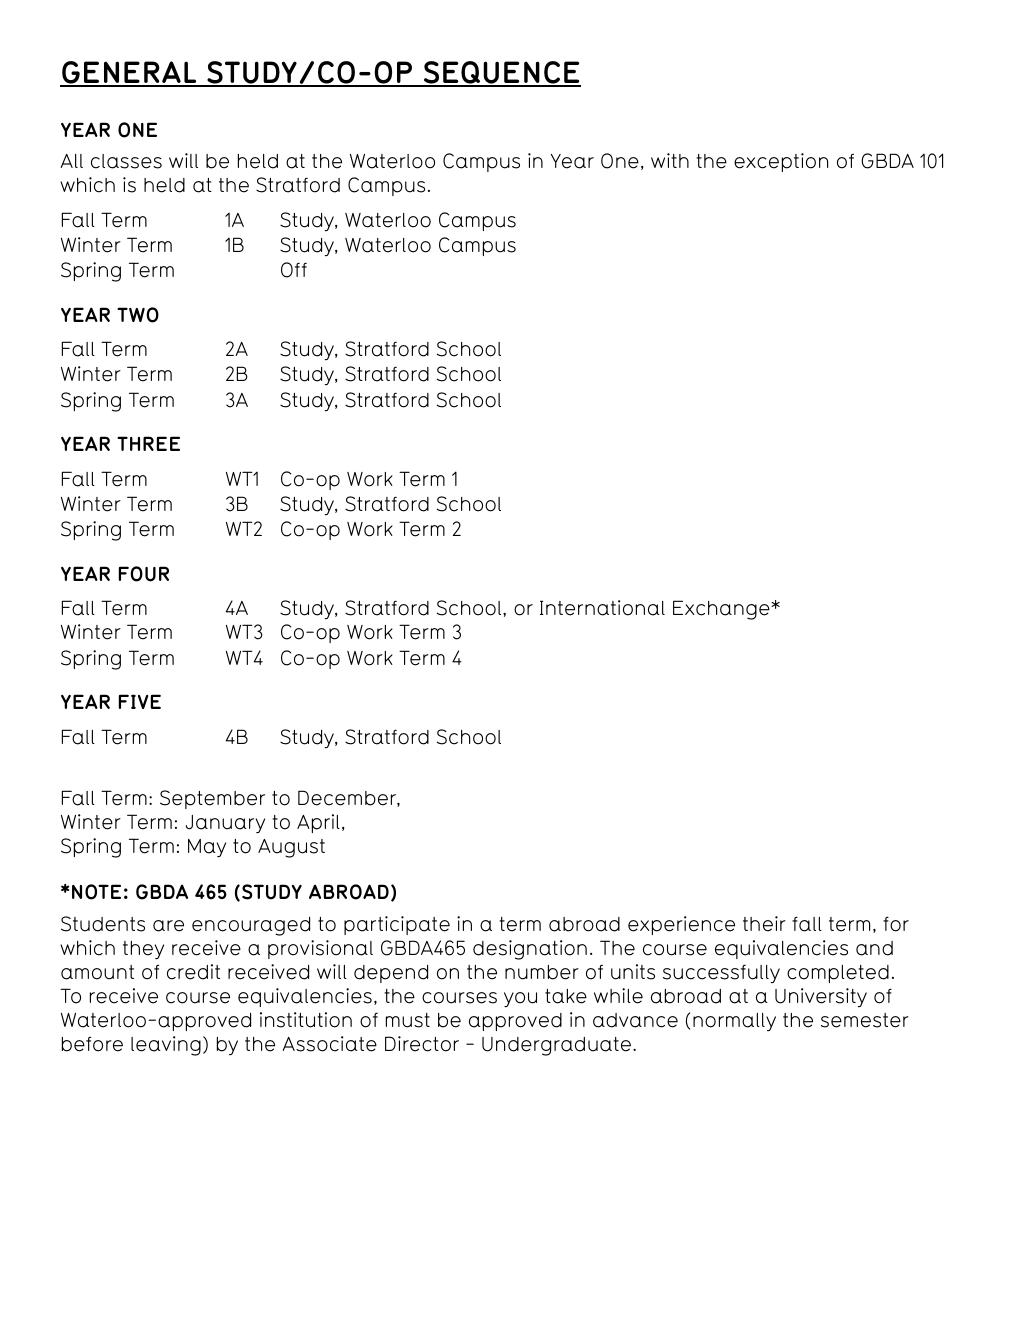 GENERAL STUDY/CO-OP SEQUENCE
YEAR ONE
All classes will be held at the Waterloo Campus in Year One, with the exception of GBDA 101
which is held at the Stratford Campus.
Fall Term 1A Study, Waterloo Campus
Winter Term 1B Study, Waterloo Campus
Spring Term Off
YEAR TWO
Fall Term 2A Study, Stratford School
Winter Term 2B Study, Stratford School
Spring Term 3A Study, Stratford School
YEAR THREE
Fall Term WT1 Co-op Work Term 1
Winter Term 3B Study, Stratford School
Spring Term WT2 Co-op Work Term 2
YEAR FOUR
Fall Term 4A Study, Stratford School, or International Exchange*
Winter Term WT3 Co-op Work Term 3
Spring Term WT4 Co-op Work Term 4
YEAR FIVE
Fall Term 4B Study, Stratford School
Fall Term: September to December,
Winter Term: January to April,
Spring Term: May to August
*NOTE: GBDA 465 (STUDY ABROAD)
Students are encouraged to participate in a term abroad experience their fall term, for
which they receive a provisional GBDA465 designation. The course equivalencies and
amount of credit received will depend on the number of units successfully completed.
To receive course equivalencies, the courses you take while abroad at a University of
Waterloo-approved institution of must be approved in advance (normally the semester
before leaving) by the Associate Director - Undergraduate.